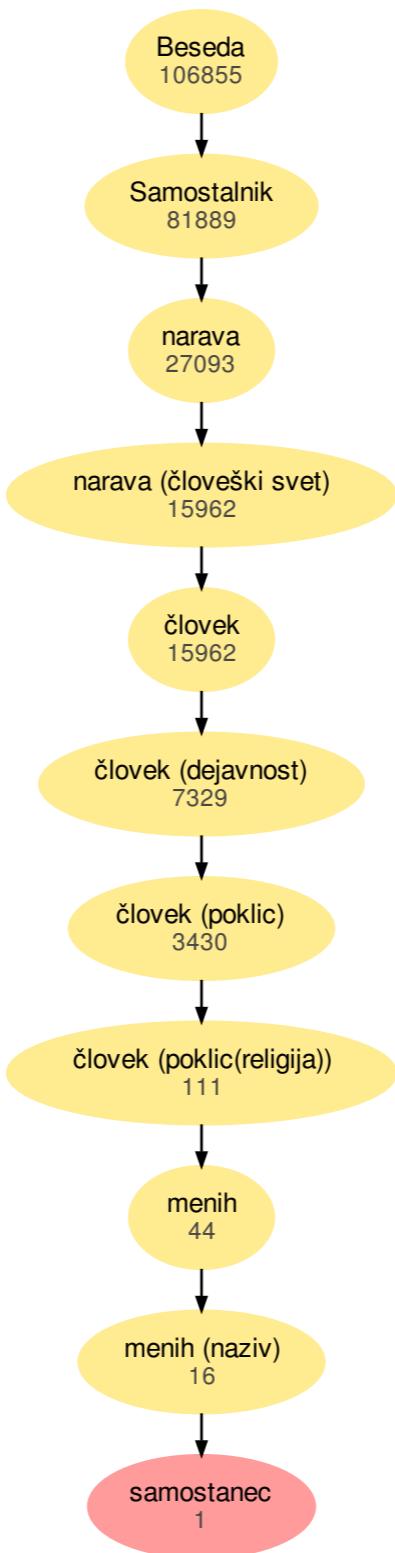 Beseda
106855
Samostalnik
81889
narava
27093
narava (človeški svet)
15962
človek
15962
človek (dejavnost)
7329
človek (poklic)
3430
človek (poklic(religija))
111
menih
44
menih (naziv)
16
samostanec
1